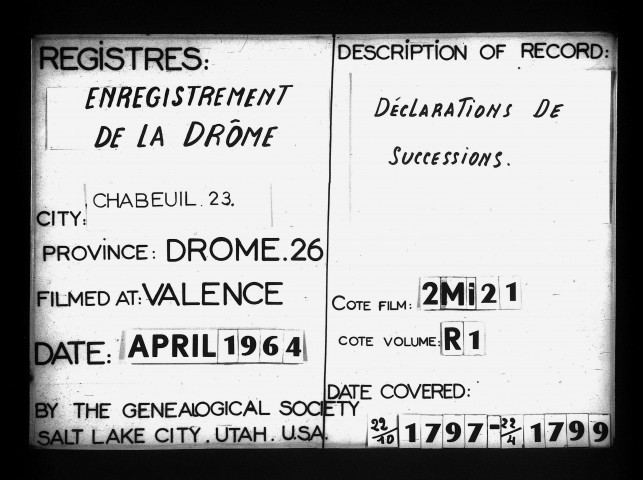 REGISTRES:
ENREGISTREMENT
DE LA DRÔME
CITY: CHABEUIL. 23.
PROVINCE: DROME.26
FILMED AT: VALENCE
DATE: APRIL 1964
BY THE GENEALOGICAL SOCIETY
SALT LAKE CITY. UTAH. U.S.A.
DESCRIPTION OF RECORD:
DÉCLARATIONS DE
SUCCESSIONS.
COTE FILM: 2Mi21
COTE VOLUME: R1
DATE COVERED:
22/10 1797-22/4 1799